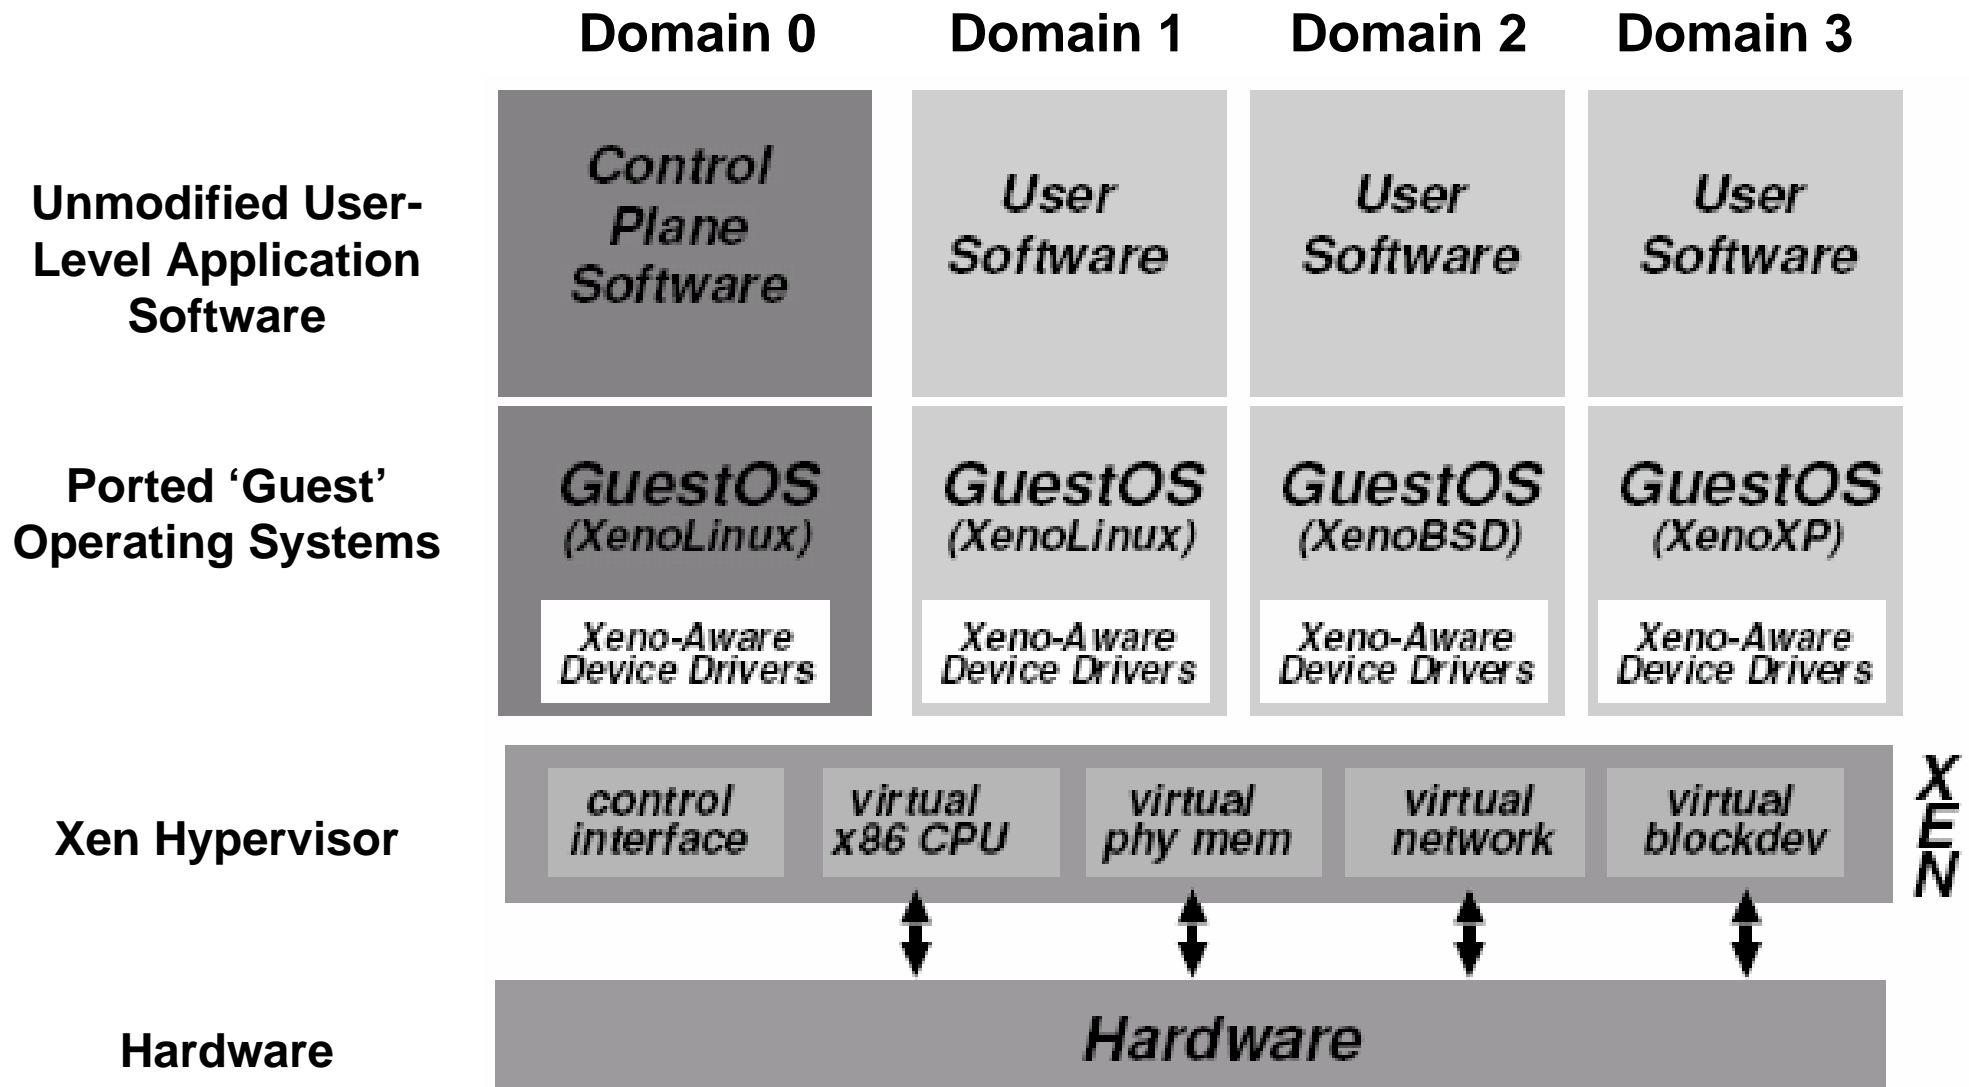 Domain 0
Domain 1
Domain 2
Domain 3
Unmodified User-
Level Application
Software
Control
Plane
Software
User
Software
User
Software
User
Software
Ported ‘Guest’
Operating Systems
GuestOS
(XenoLinux)
Xeno-Aware
Device Drivers
GuestOS
(XenoLinux)
Xeno-Aware
Device Drivers
GuestOS
(XenoBSD)
Xeno-Aware
Device Drivers
GuestOS
(XenoXP)
Xeno-Aware
Device Drivers
Xen Hypervisor
control
interface
virtual
x86 CPU
virtual
phy mem
virtual
network
virtual
blockdev
XEN
Hardware
Hardware